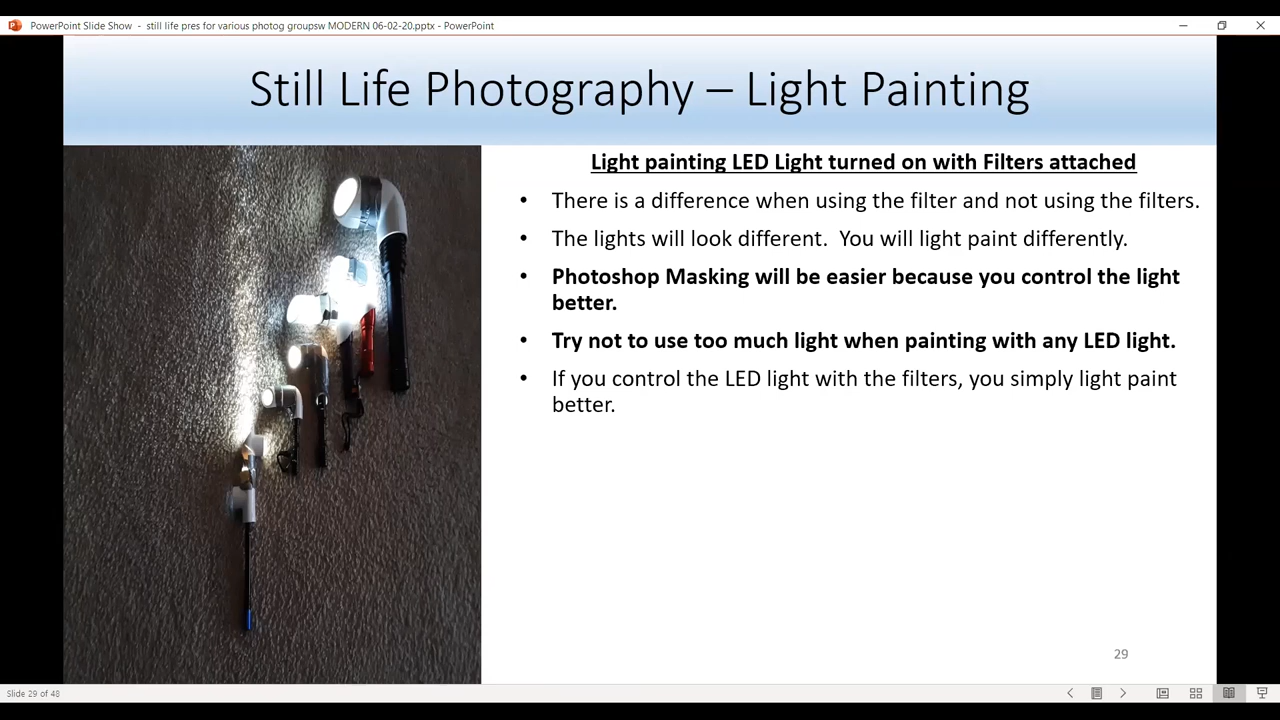 PowerPoint Slide Show - still life pres for various photog groupsw MODERN 06-02-20.pptx - PowerPoint
Still Life Photography – Light Painting
Light painting LED Light turned on with Filters attached
• There is a difference when using the filter and not using the filters.
• The lights will look different.  You will light paint differently.
• Photoshop Masking will be easier because you control the light
better.
• Try not to use too much light when painting with any LED light.
• If you control the LED light with the filters, you simply light paint
better.
29
Slide 29 of 48